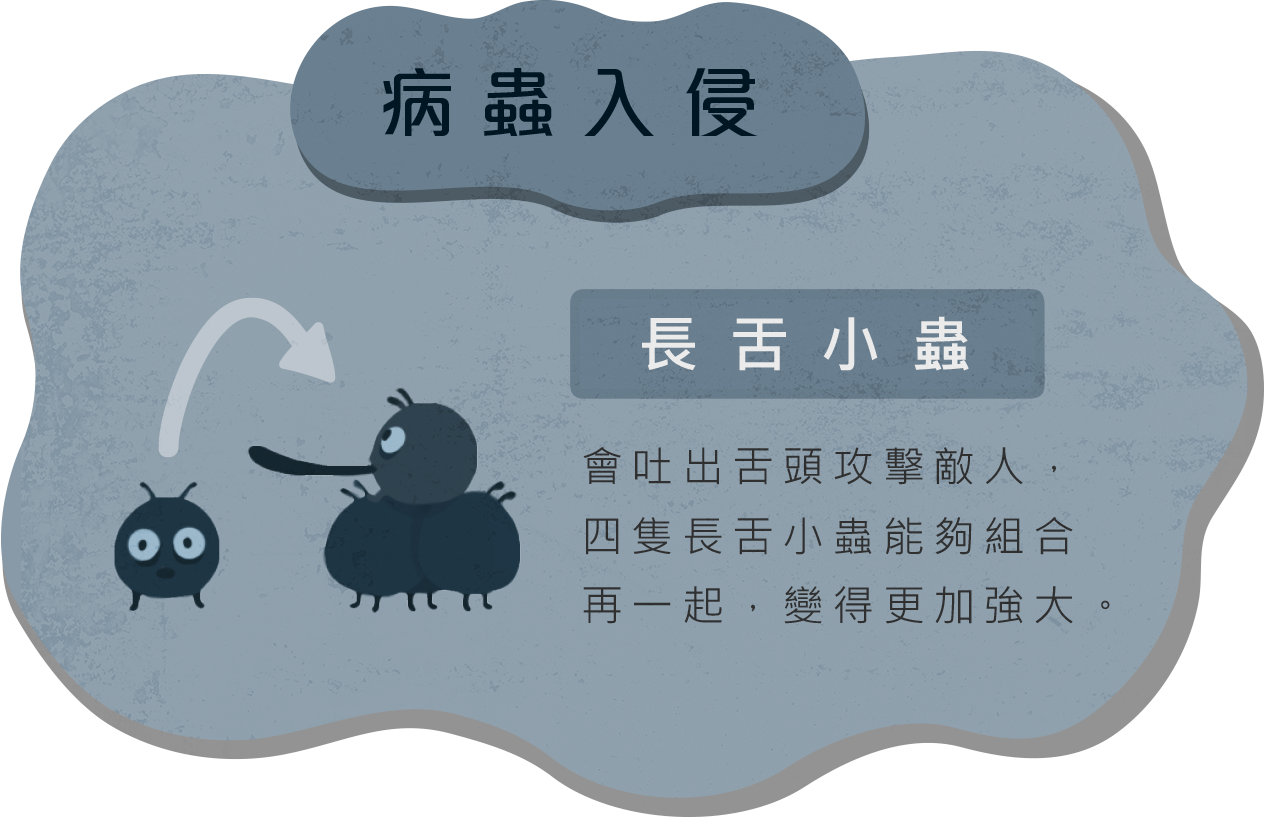 病蟲入侵
長舌小蟲
會吐出舌頭攻擊敵人，
四隻長舌小蟲能夠組合
再一起，變得更加強大。